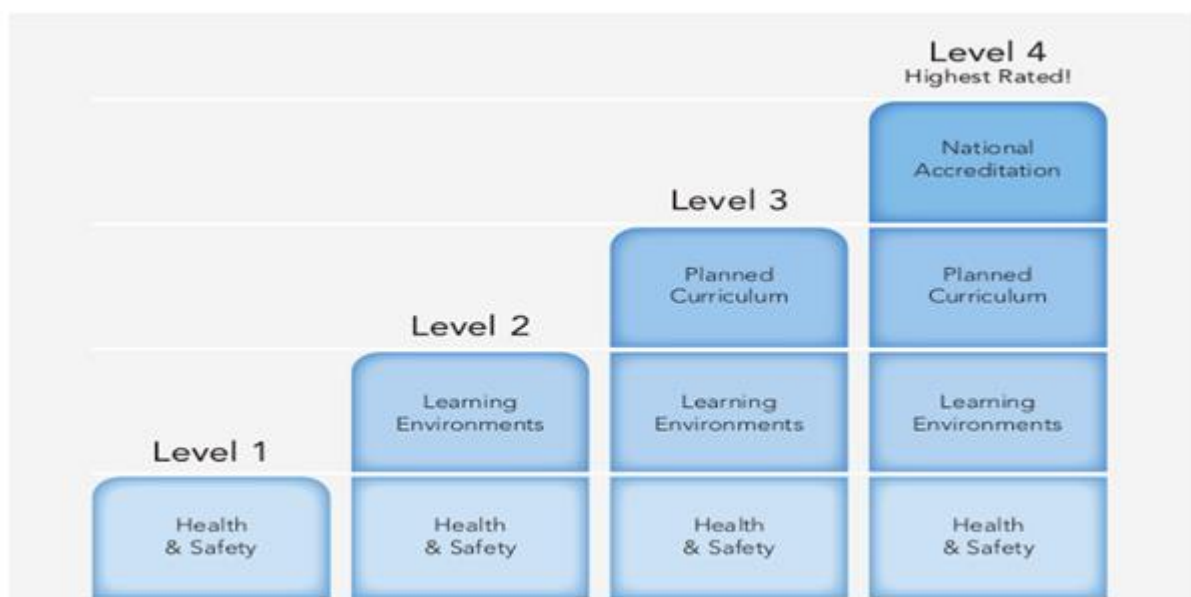 Level 4
Highest Rated!
National
Accreditation
Level 3
Planned
Curriculum
Planned
Curriculum
Level 2
Learning
Environments
Learning
Environments
Learning
Environments
Level 1
Health
& Safety
Health
& Safety
Health
& Safety
Health
& Safety